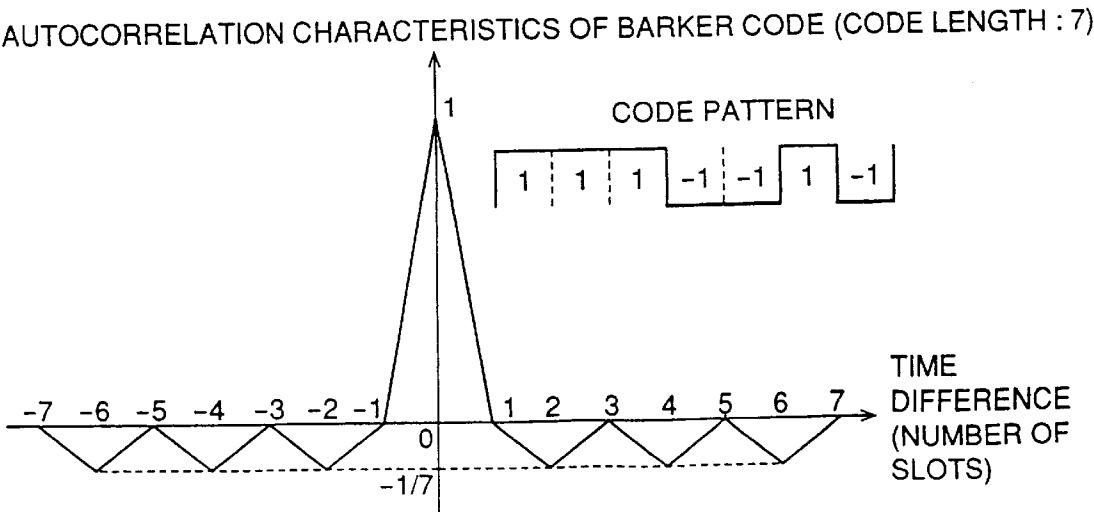 AUTOCORRELATION CHARACTERISTICS OF BARKER CODE (CODE LENGTH : 7)
1
CODE PATTERN
1 1 1 -1 -1 1 -1
TIME
DIFFERENCE
(NUMBER OF
SLOTS)
-7 -6 -5 -4 -3 -2 -1 1 2 3 4 5 6 7
0
-1/7